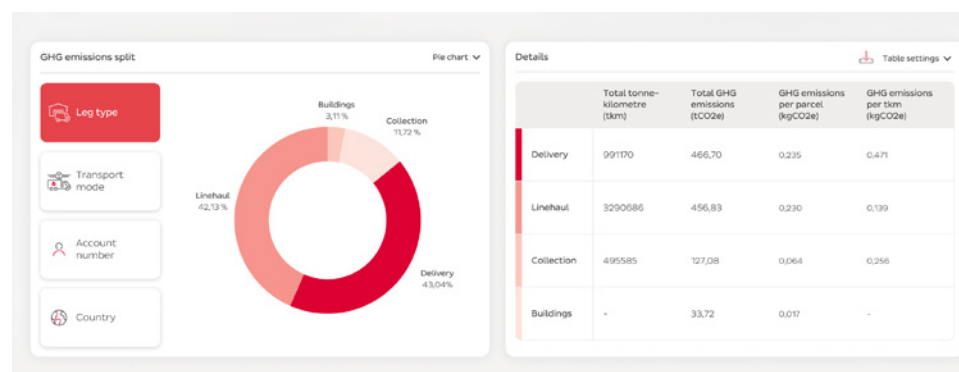 GHG emissions split
Pie chart
Leg type
Transport
mode
Account
number
Country
Buildings
3,11 %
Collection
11,72 %
Linehaul
42,13 %
Delivery
43,04%
Details
Table settings
Total tonne-
kilometre
(tkm)
Total GHG
emissions
(tCO2e)
GHG emissions
per parcel
(kgCO2e)
GHG emissions
per tkm
(kgCO2e)
Delivery 991170 466,70 0,235 0,471
Linehaul 3290686 456,83 0,230 0,139
Collection 495585 127,08 0,064 0,256
Buildings - 33,72 0,017 -